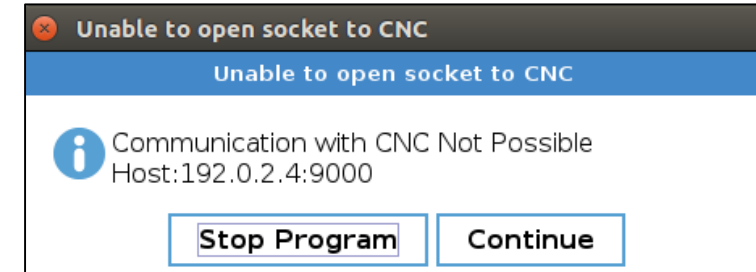 Unable to open socket to CNC
Unable to open socket to CNC
Communication with CNC Not Possible
Host:192.0.2.4:9000
Stop Program Continue